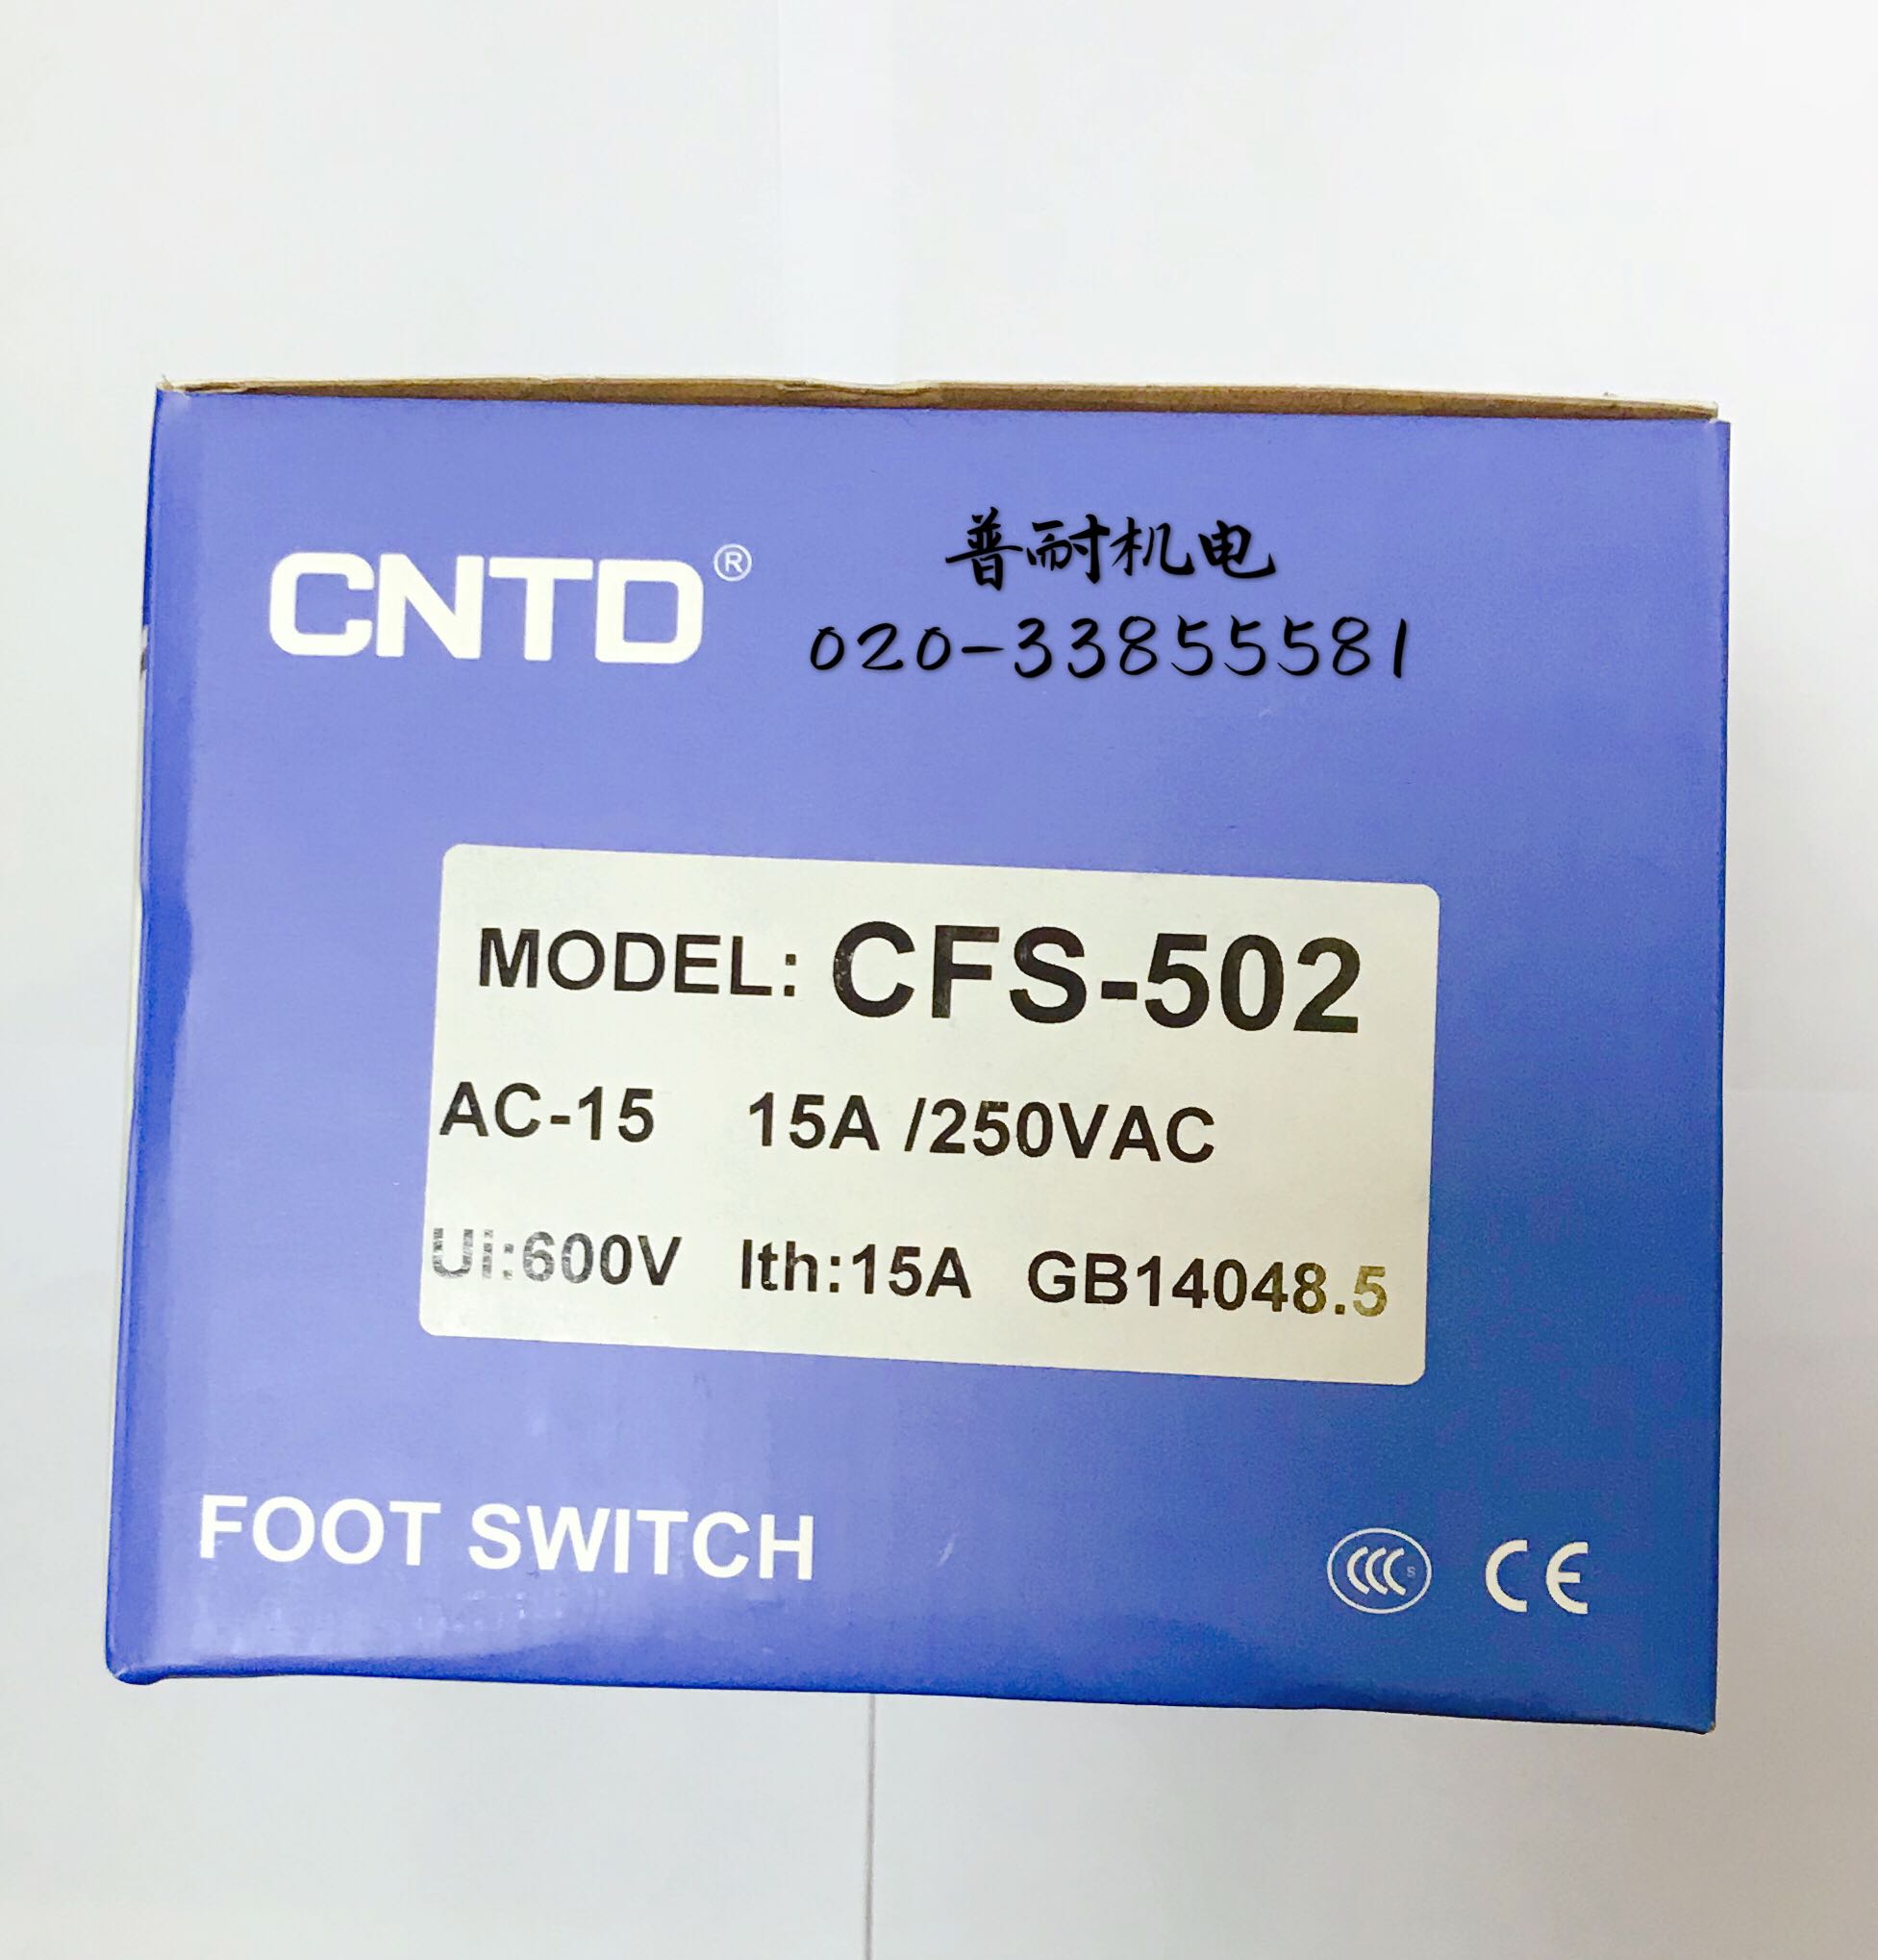 CNTD®
普耐机电
020-33855581
MODEL: CFS-502
AC-15 15A /250VAC
Ui:600V Ith:15A GB14048.5
FOOT SWITCH
CCC S CE